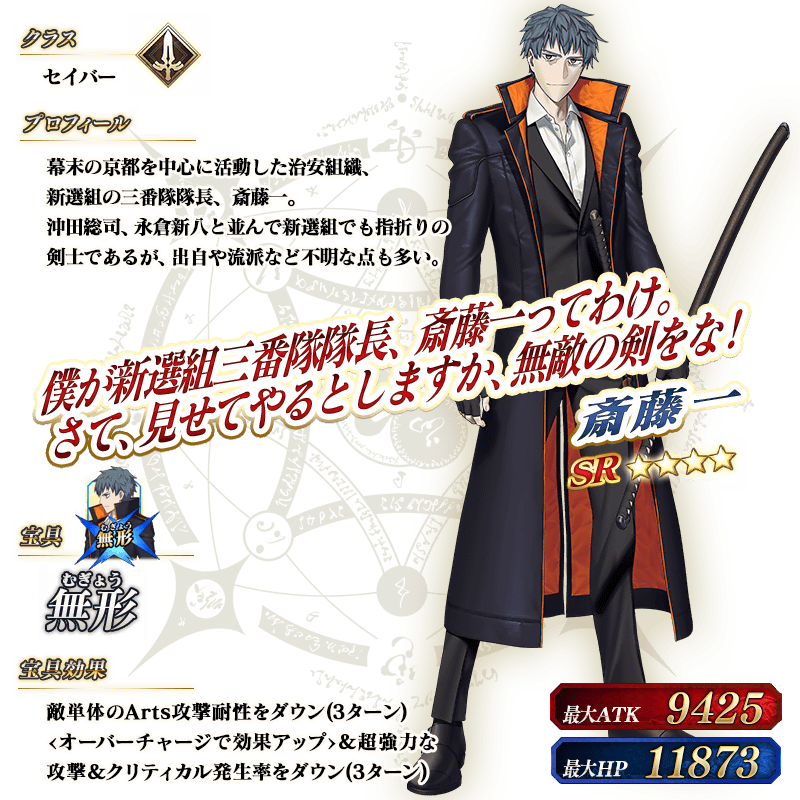 クラス
セイバー
プロフィール
幕末の京都を中心に活動した治安組織、
新選組の三番隊隊長、斎藤一。
沖田総司、永倉新八と並んで新選組でも指折りの
剣士であるが、出自や流派など不明な点も多い。
僕が新選組三番隊隊長、斎藤一ってわけ。
さて、見せてやるとしますか、無敵の剣をな!
斎藤一
SR
宝具
むぎょう
無形
むぎょう
無形
宝具効果
敵単体のArts攻撃耐性をダウン(3ターン)
<オーバーチャージで効果アップ>&超強力な
攻撃&クリティカル発生率をダウン(3ターン)
最大ATK 9425
最大HP 11873